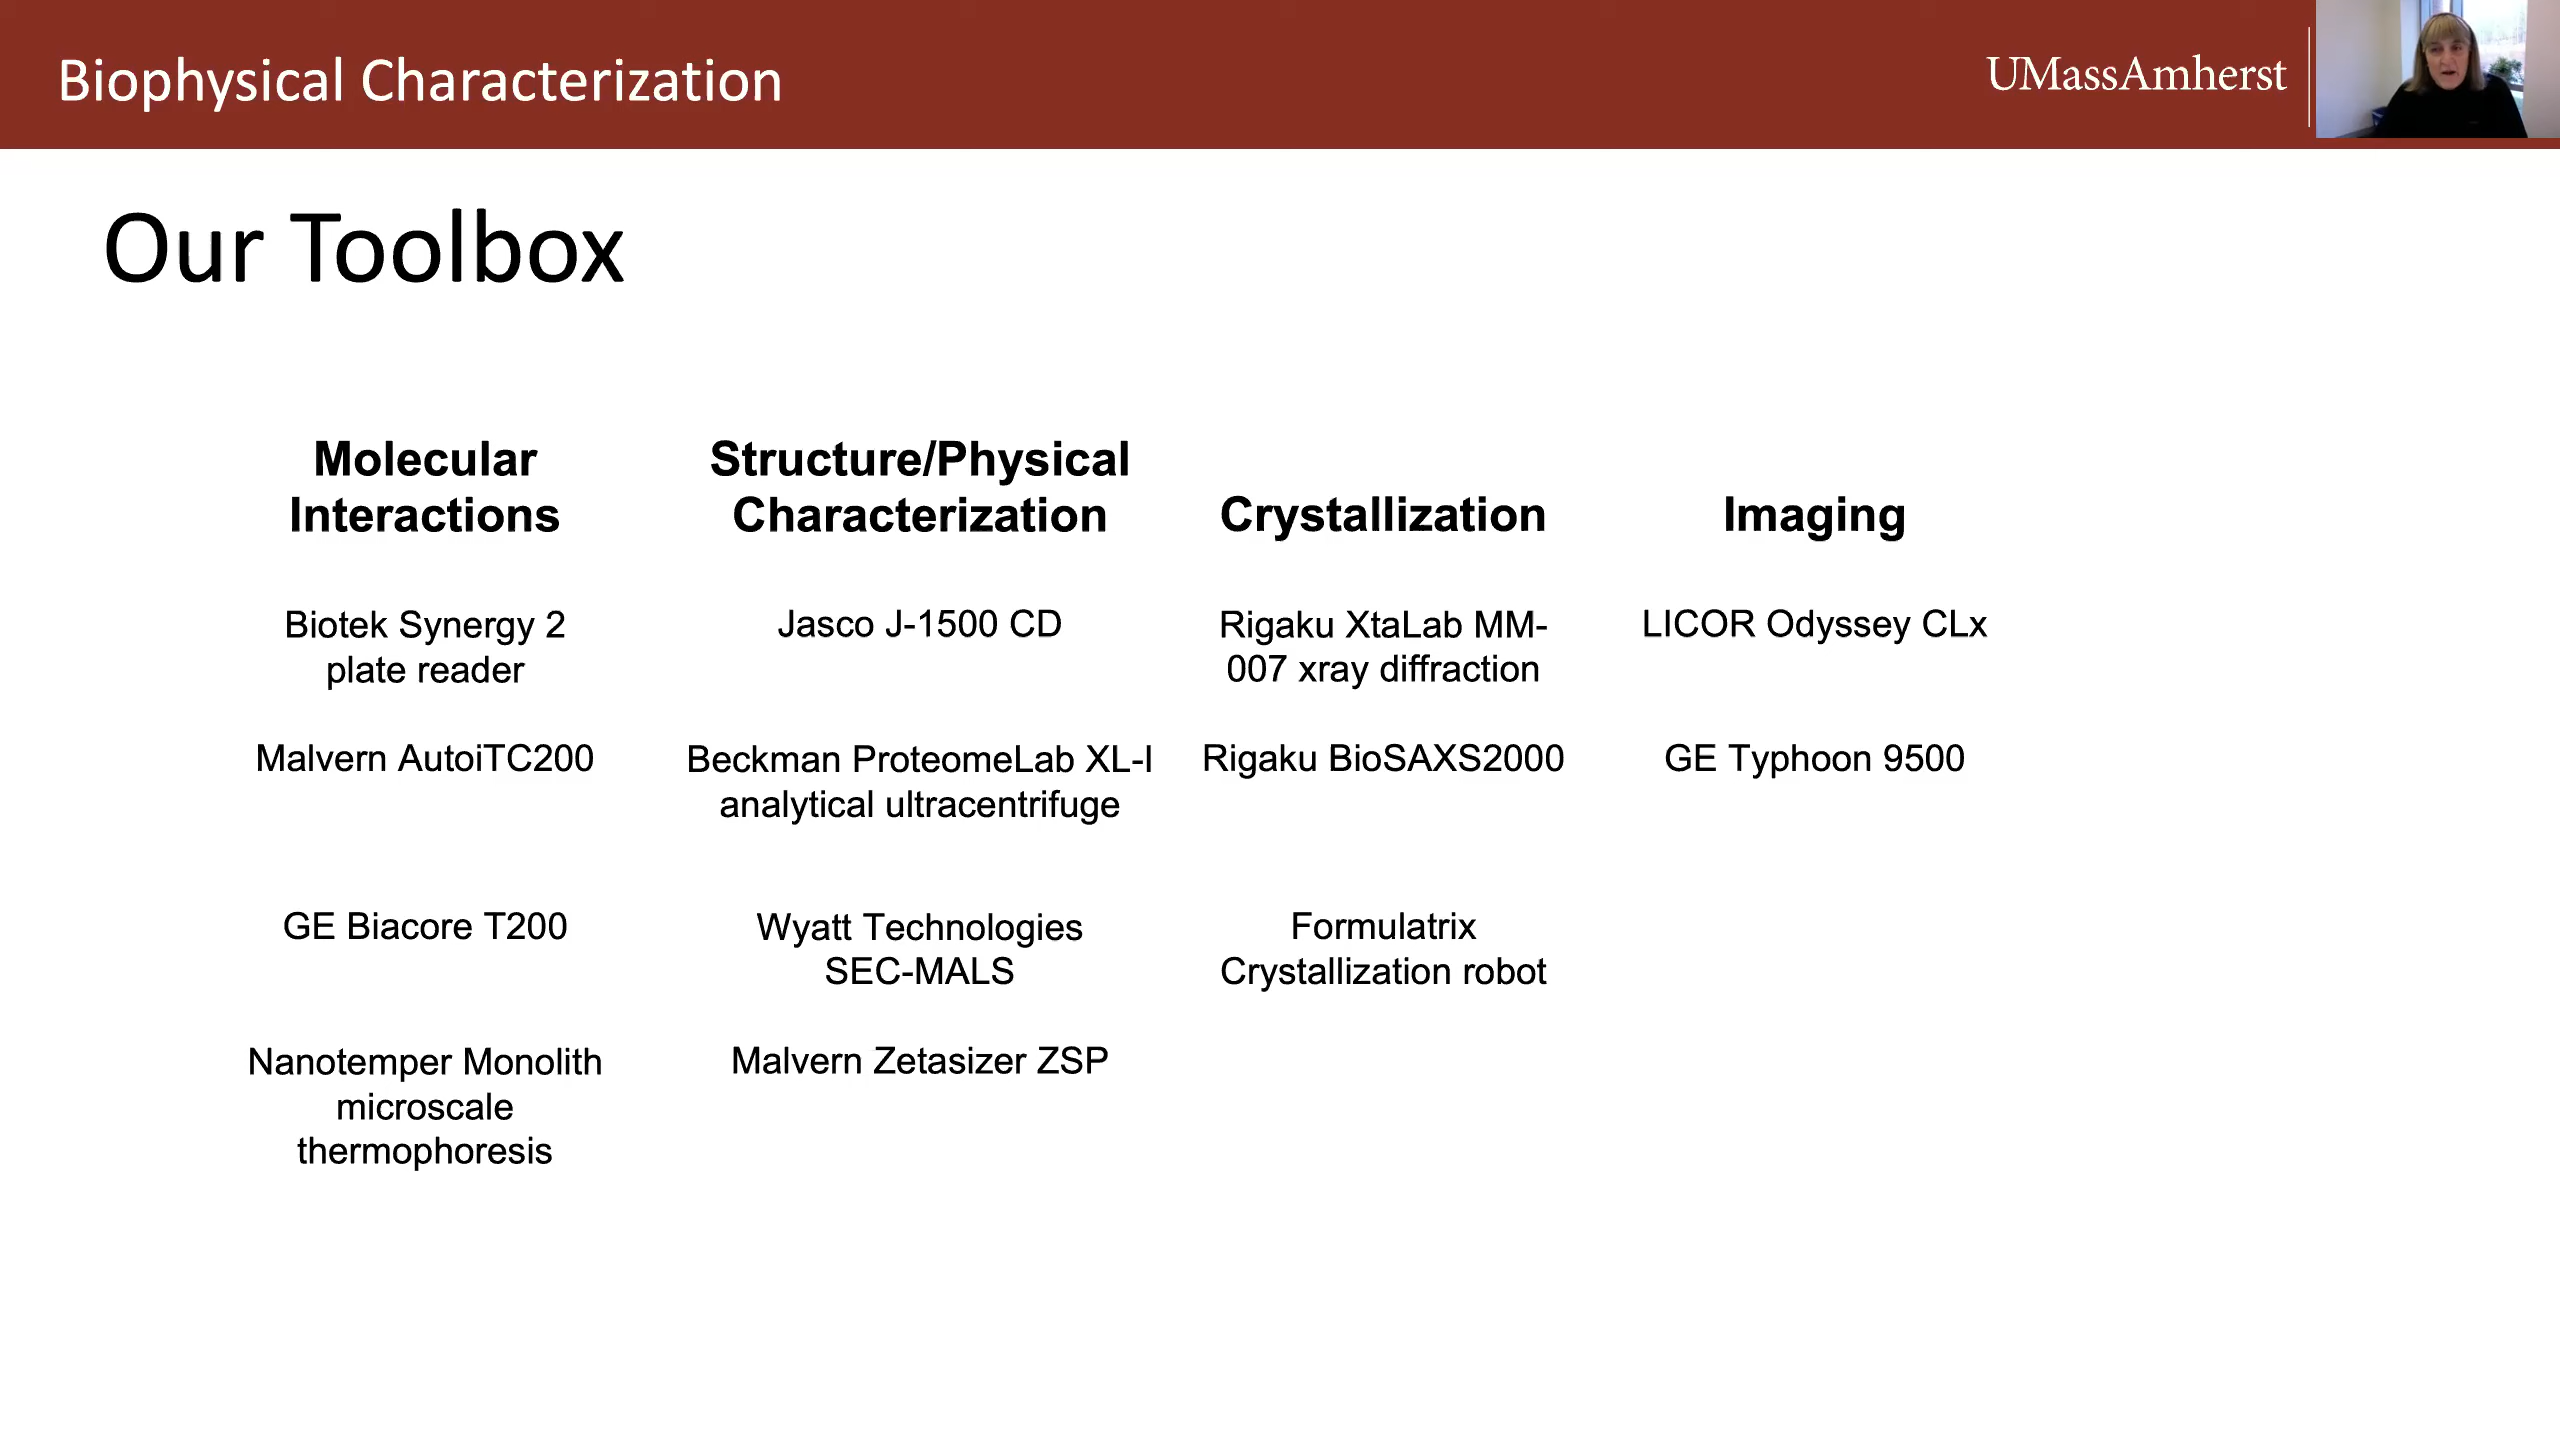 Biophysical Characterization
UMassAmherst
Our Toolbox
Molecular
Interactions
Structure/Physical
Characterization
Crystallization
Imaging
Biotek Synergy 2
plate reader
Jasco J-1500 CD
Rigaku XtaLab MM-
007 xray diffraction
LICOR Odyssey CLx
Malvern AutoiTC200
Beckman ProteomeLab XL-I
analytical ultracentrifuge
Rigaku BioSAXS2000
GE Typhoon 9500
GE Biacore T200
Wyatt Technologies
SEC-MALS
Formulatrix
Crystallization robot
Nanotemper Monolith
microscale
thermophoresis
Malvern Zetasizer ZSP